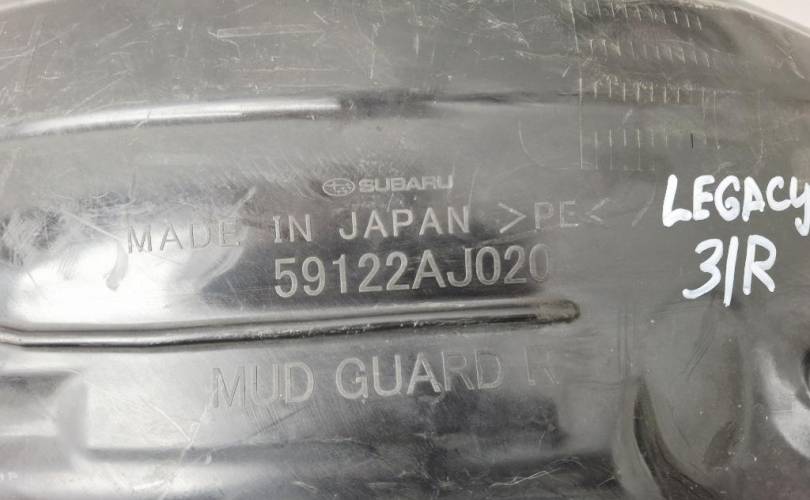 SUBARU
MADE IN JAPAN >PE<
59122AJ020
MUD GUARD R
LEGACY
3/R